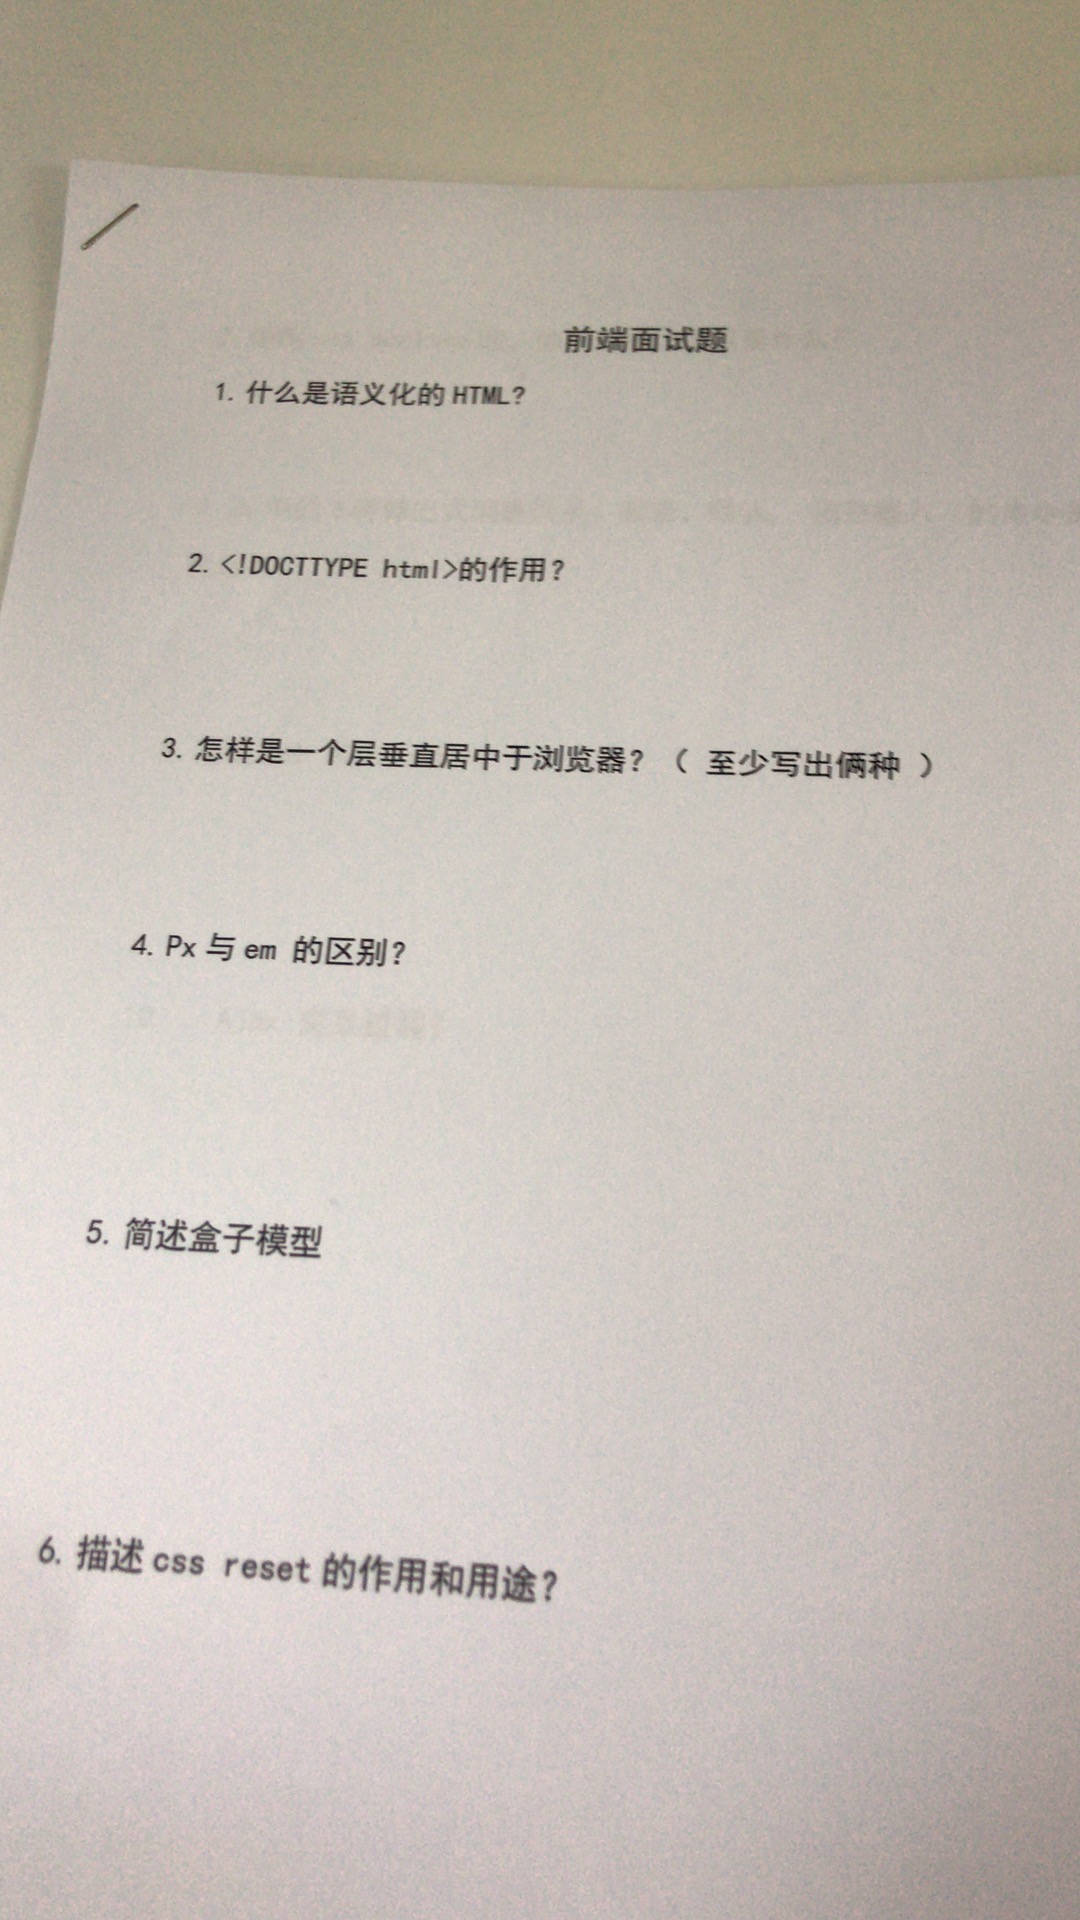 前端面试题
1. 什么是语义化的 HTML?
2. <!DOCTTYPE html>的作用?
3. 怎样是一个层垂直居中于浏览器? ( 至少写出俩种 )
4. Px 与 em 的区别?
5. 简述盒子模型
6. 描述 css reset 的作用和用途?